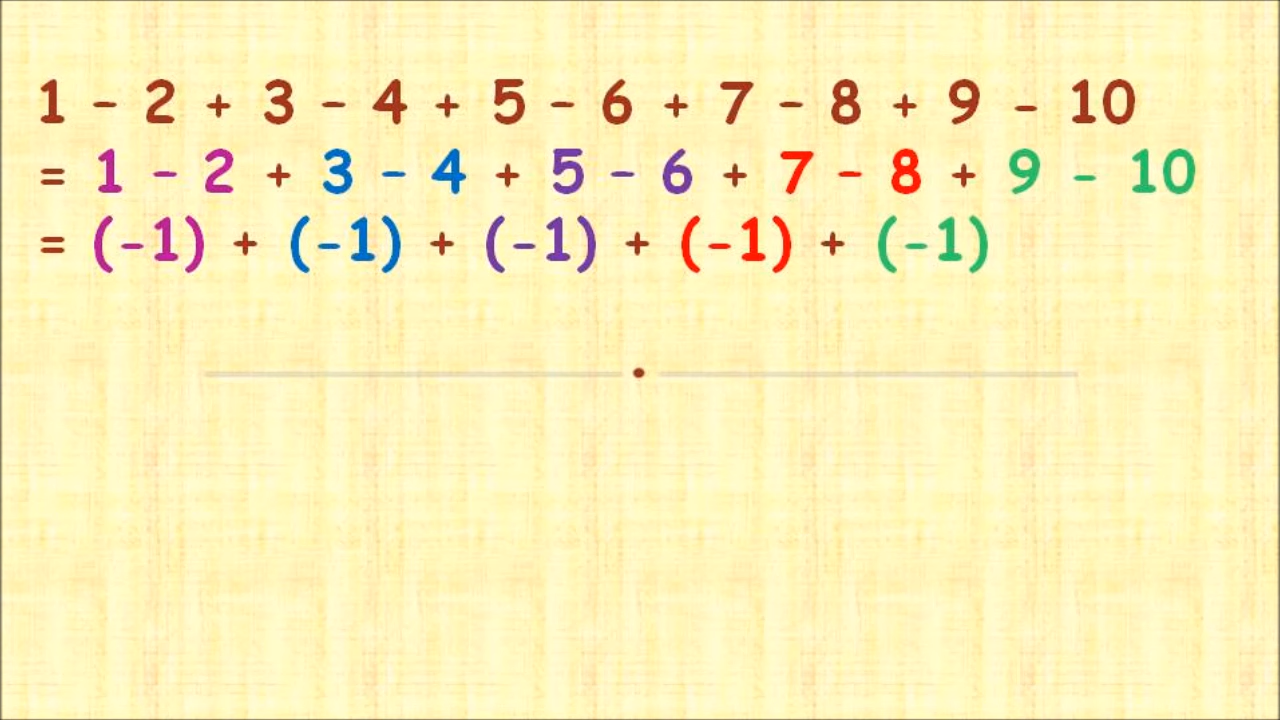 1 – 2 + 3 – 4 + 5 – 6 + 7 – 8 + 9 - 10
= 1 – 2 + 3 – 4 + 5 – 6 + 7 – 8 + 9 - 10
= (-1) + (-1) + (-1) + (-1) + (-1)